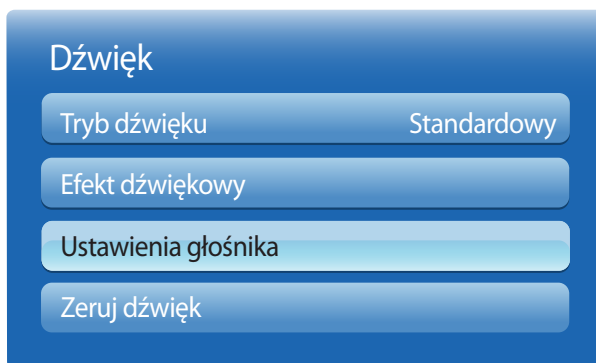 Dźwięk
Tryb dźwięku Standardowy
Efekt dźwiękowy
Ustawienia głośnika
Zeruj dźwięk